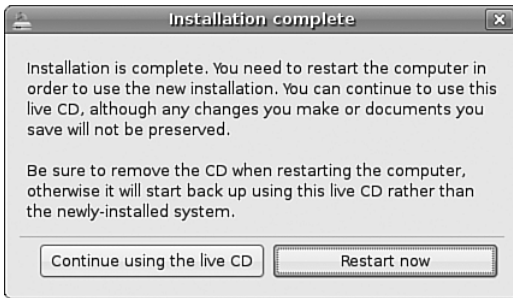 Installation complete
Installation is complete. You need to restart the computer in
order to use the new installation. You can continue to use this
live CD, although any changes you make or documents you
save will not be preserved.
Be sure to remove the CD when restarting the computer,
otherwise it will start back up using this live CD rather than
the newly-installed system.
Continue using the live CD
Restart now